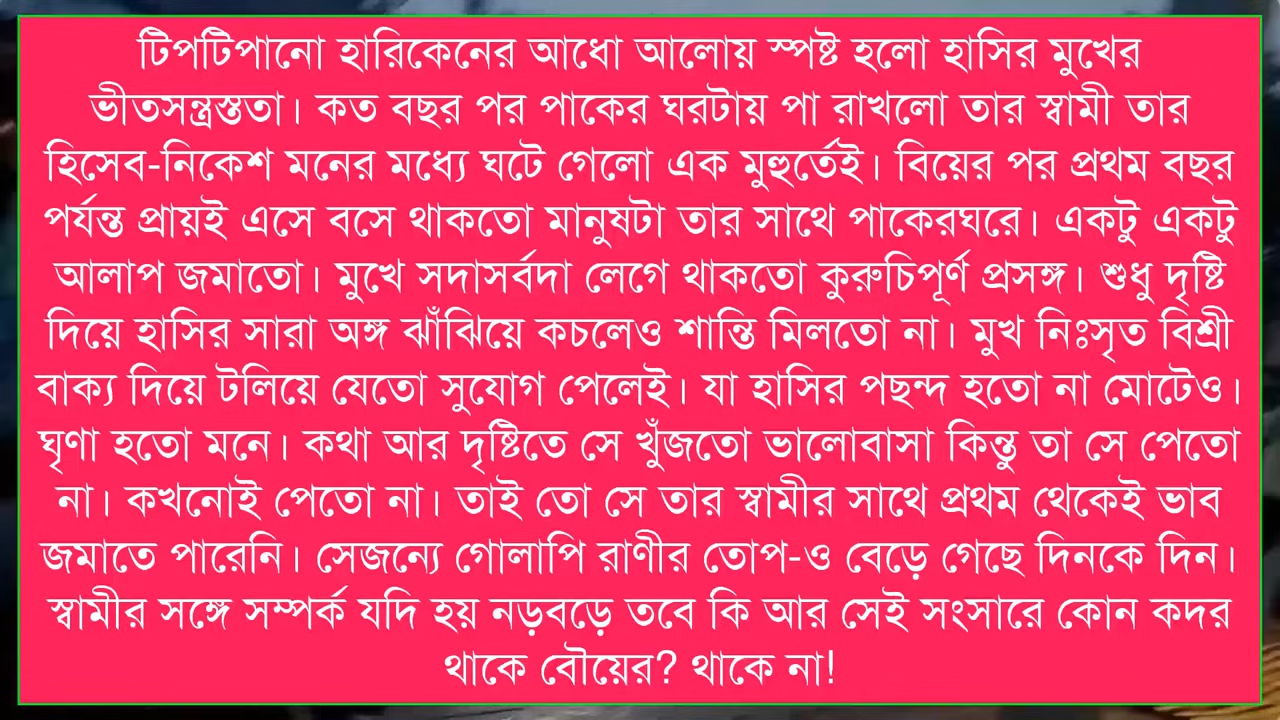 টিপটিপানো হারিকেনের আধো আলোয় স্পষ্ট হলো হাসির মুখের
ভীতসন্ত্রস্ততা। কত বছর পর পাকের ঘরটায় পা রাখলো তার স্বামী তার
হিসেব-নিকেশ মনের মধ্যে ঘটে গেলো এক মুহুর্তেই। বিয়ের পর প্রথম বছর
পর্যন্ত প্রায়ই এসে বসে থাকতো মানুষটা তার সাথে পাকেরঘরে। একটু একটু
আলাপ জমাতো। মুখে সদাসর্বদা লেগে থাকতো কুরুচিপূর্ণ প্রসঙ্গ। শুধু দৃষ্টি
দিয়ে হাসির সারা অঙ্গ ঝাঁঝিয়ে কচলেও শান্তি মিলতো না। মুখ নিঃসৃত বিশ্রী
বাক্য দিয়ে টলিয়ে যেতো সুযোগ পেলেই। যা হাসির পছন্দ হতো না মোটেও।
ঘৃণা হতো মনে। কথা আর দৃষ্টিতে সে খুঁজতো ভালোবাসা কিন্তু তা সে পেতো
না। কখনোই পেতো না। তাই তো সে তার স্বামীর সাথে প্রথম থেকেই ভাব
জমাতে পারেনি। সেজন্যে গোলাপি রাণীর তোপ-ও বেড়ে গেছে দিনকে দিন।
স্বামীর সঙ্গে সম্পর্ক যদি হয় নড়বড়ে তবে কি আর সেই সংসারে কোন কদর
থাকে বৌয়ের? থাকে না!